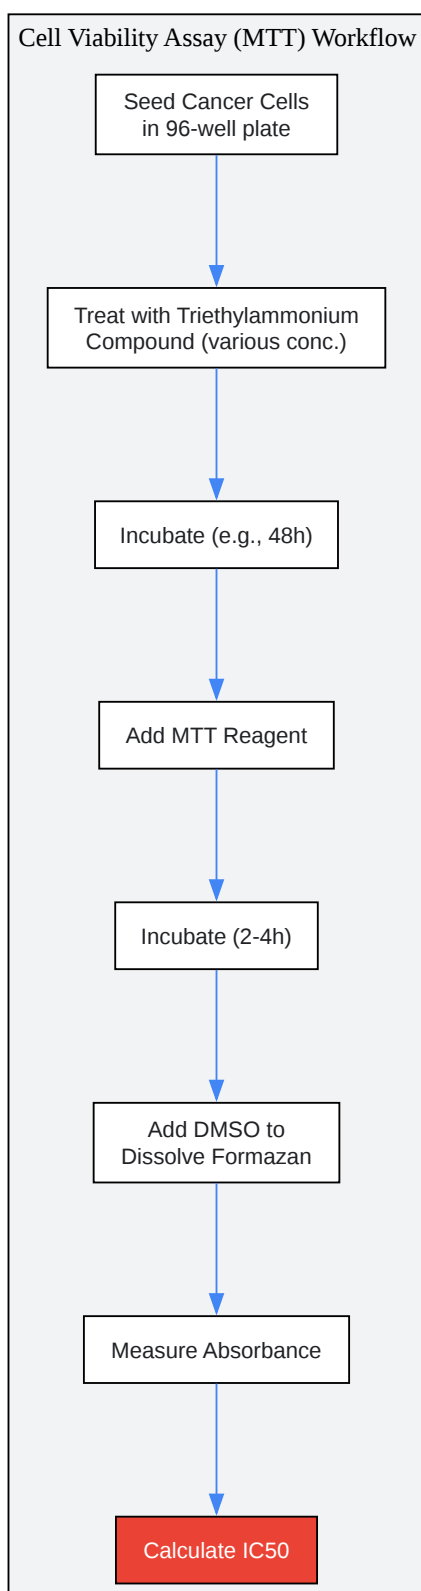 Cell Viability Assay (MTT) Workflow
Seed Cancer Cells
in 96-well plate
Treat with Triethylammonium
Compound (various conc.)
Incubate (e.g., 48h)
Add MTT Reagent
Incubate (2-4h)
Add DMSO to
Dissolve Formazan
Measure Absorbance
Calculate IC50